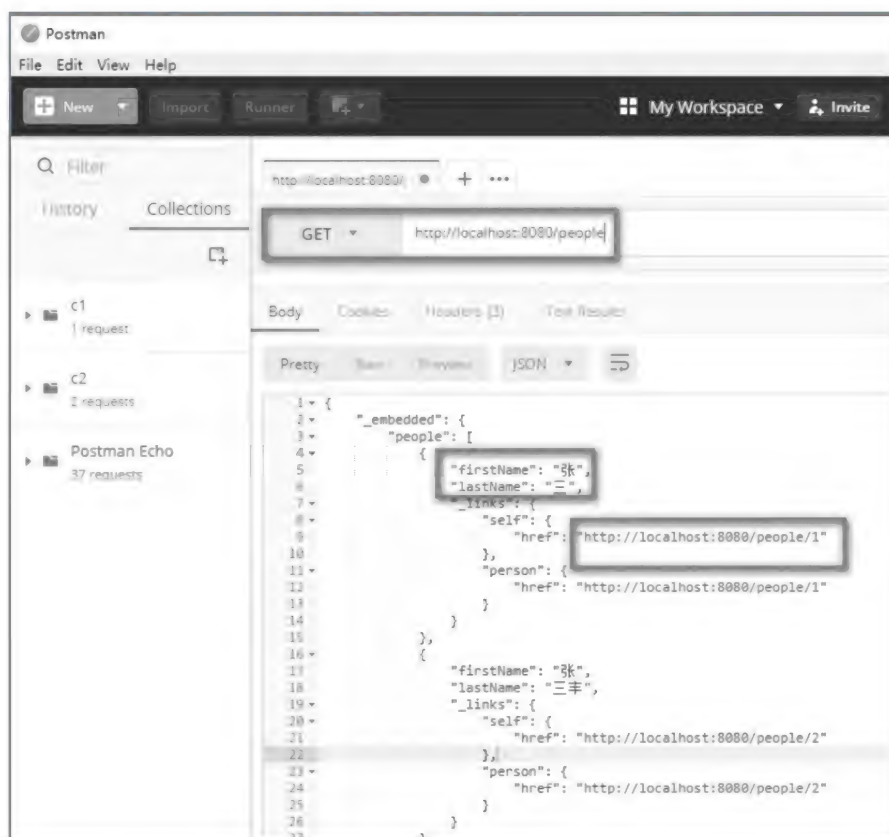 Postman
File Edit View Help
New Import Runner My Workspace Invite
Filter
History Collections
c1
1 request
c2
2 requests
Postman Echo
37 requests
http://localhost:8080/ + •••
GET http://localhost:8080/people
Body Cookies Headers (3) Test Results
Pretty Raw Preview JSON
1 {
2 "_embedded": {
3 "people": [
4 {
5 "firstName": "张",
6 "lastName": "三",
7 "_links": {
8 "self": {
9 "href": "http://localhost:8080/people/1"
10 },
11 "person": {
12 "href": "http://localhost:8080/people/1"
13 }
14 }
15 },
16 {
17 "firstName": "张",
18 "lastName": "三丰",
19 "_links": {
20 "self": {
21 "href": "http://localhost:8080/people/2"
22 },
23 "person": {
24 "href": "http://localhost:8080/people/2"
25 }
26 }
27 }